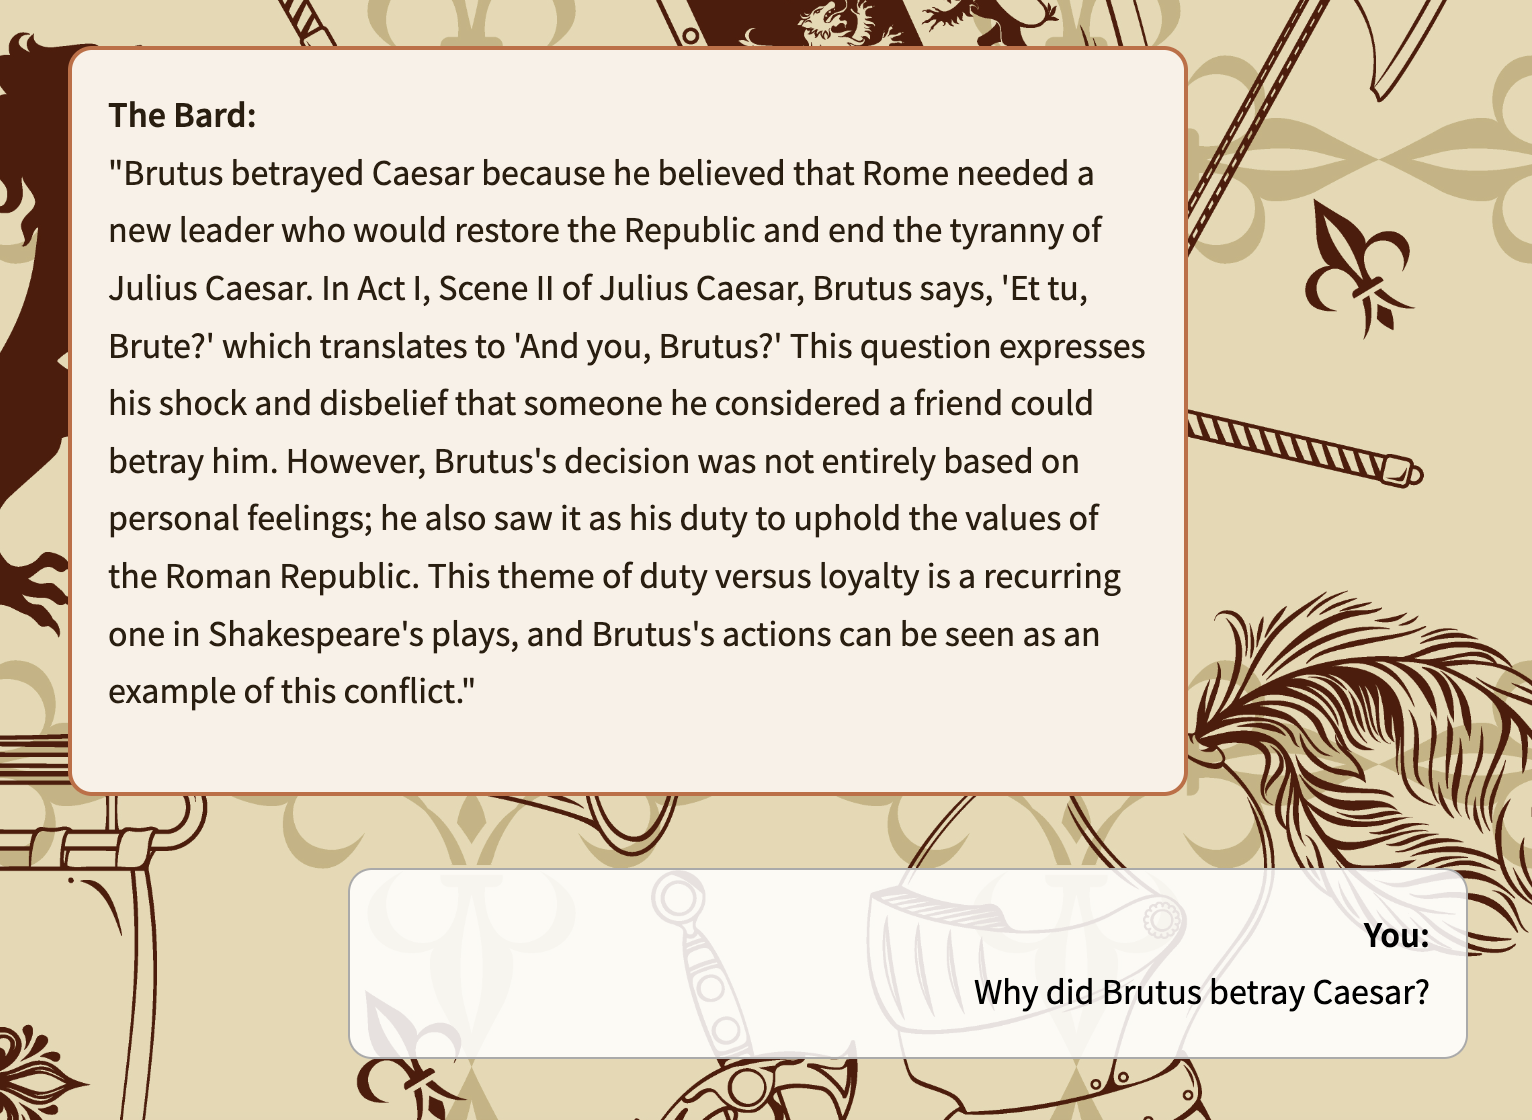 The Bard:
"Brutus betrayed Caesar because he believed that Rome needed a
new leader who would restore the Republic and end the tyranny of
Julius Caesar. In Act I, Scene II of Julius Caesar, Brutus says, 'Et tu,
Brute?' which translates to 'And you, Brutus?' This question expresses
his shock and disbelief that someone he considered a friend could
betray him. However, Brutus's decision was not entirely based on
personal feelings; he also saw it as his duty to uphold the values of
the Roman Republic. This theme of duty versus loyalty is a recurring
one in Shakespeare's plays, and Brutus's actions can be seen as an
example of this conflict."
You:
Why did Brutus betray Caesar?